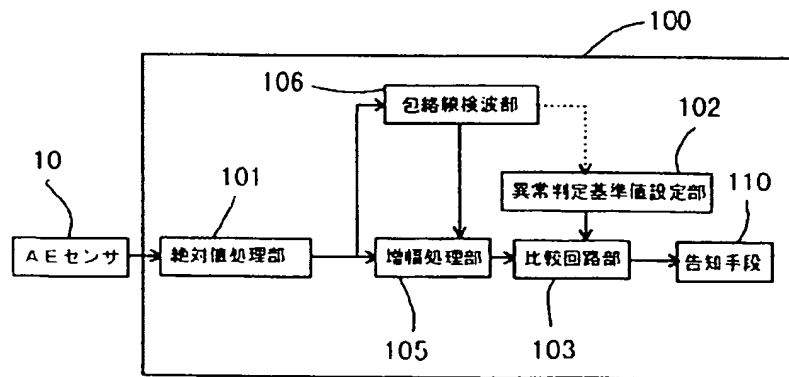 100
106
包絡線検波部
102
10
101
異常判定基準値設定部
110
AEセンサ
絶対値処理部
増幅処理部
比較回路部
告知手段
105
103